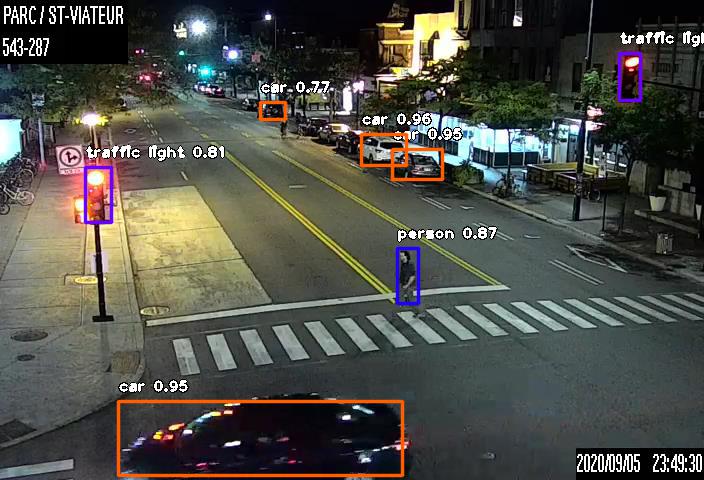 PARC / ST-VIATEUR
543-287
traffic lig
car 0.77
car 0.96
car 0.95
traffic light 0.81
person 0.87
car 0.95
2020/09/05 23:49:30